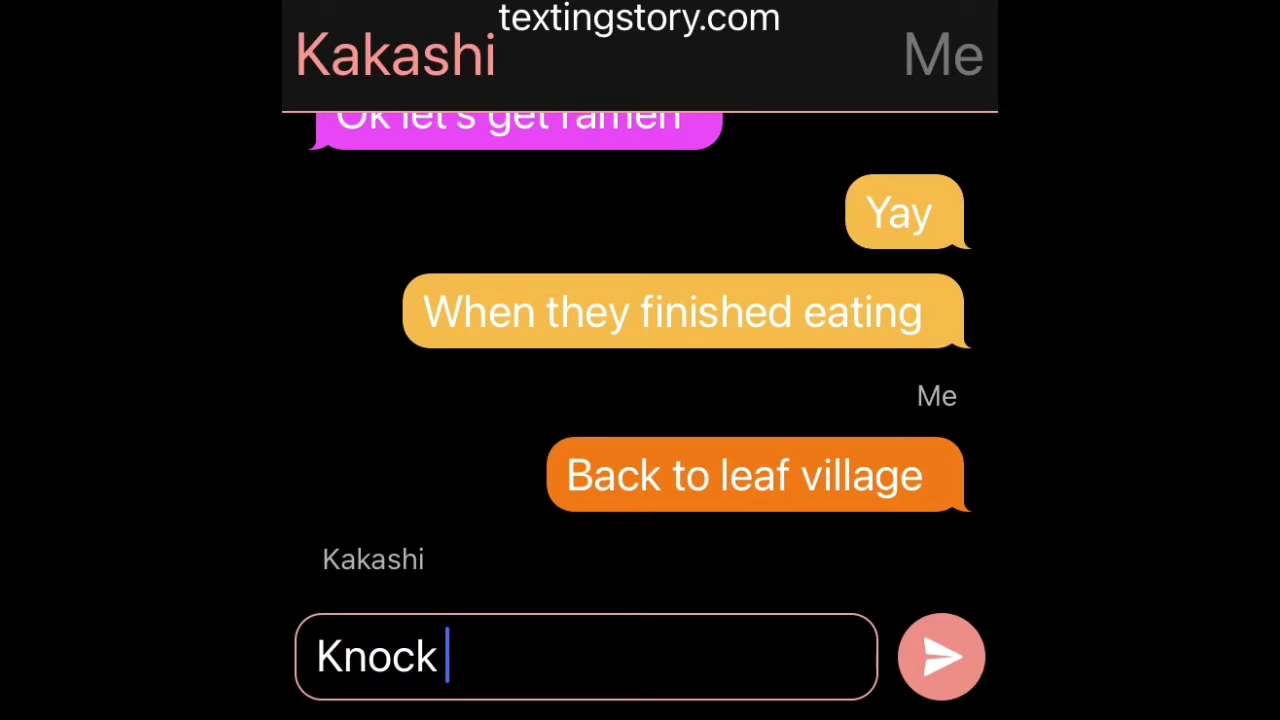 textingstory.com
Kakashi
Me
Ok let's get ramen
Yay
When they finished eating
Me
Back to leaf village
Kakashi
Knock